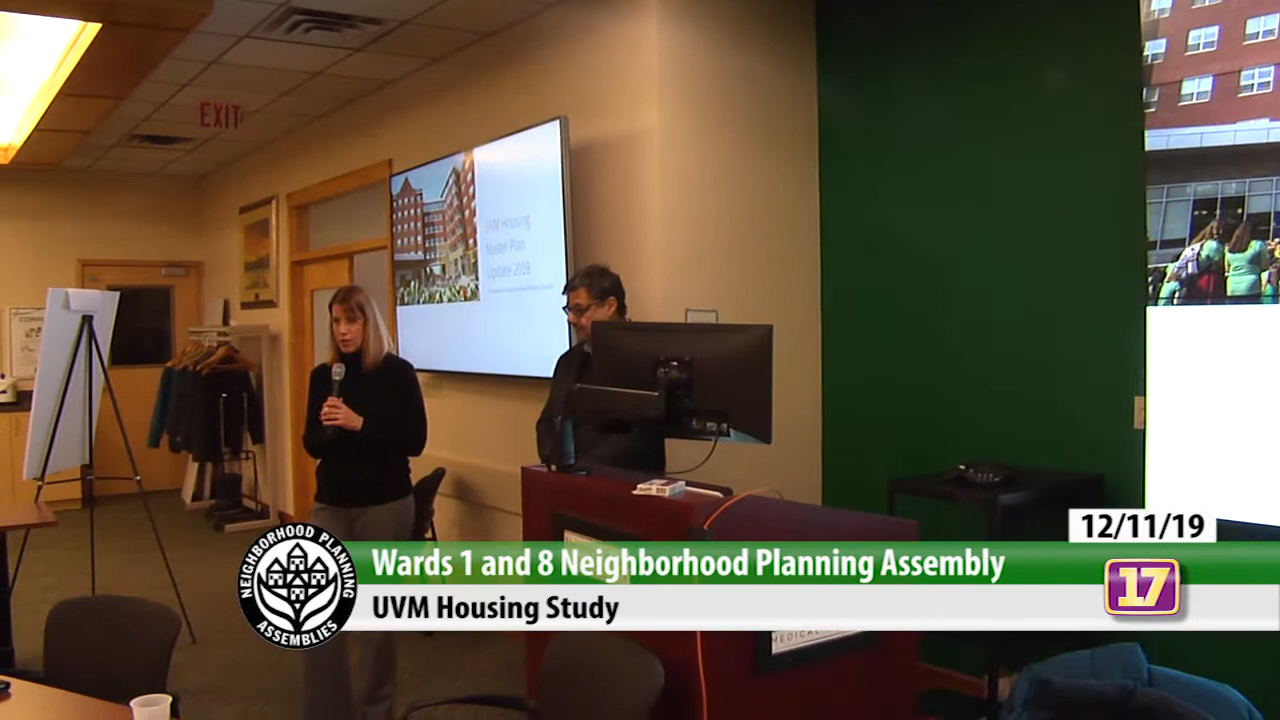 EXIT
UVM Housing
Master Plan
Update 2019
12/11/19
Wards 1 and 8 Neighborhood Planning Assembly
17
UVM Housing Study
NEIGHBORHOOD PLANNING
ASSEMBLIES